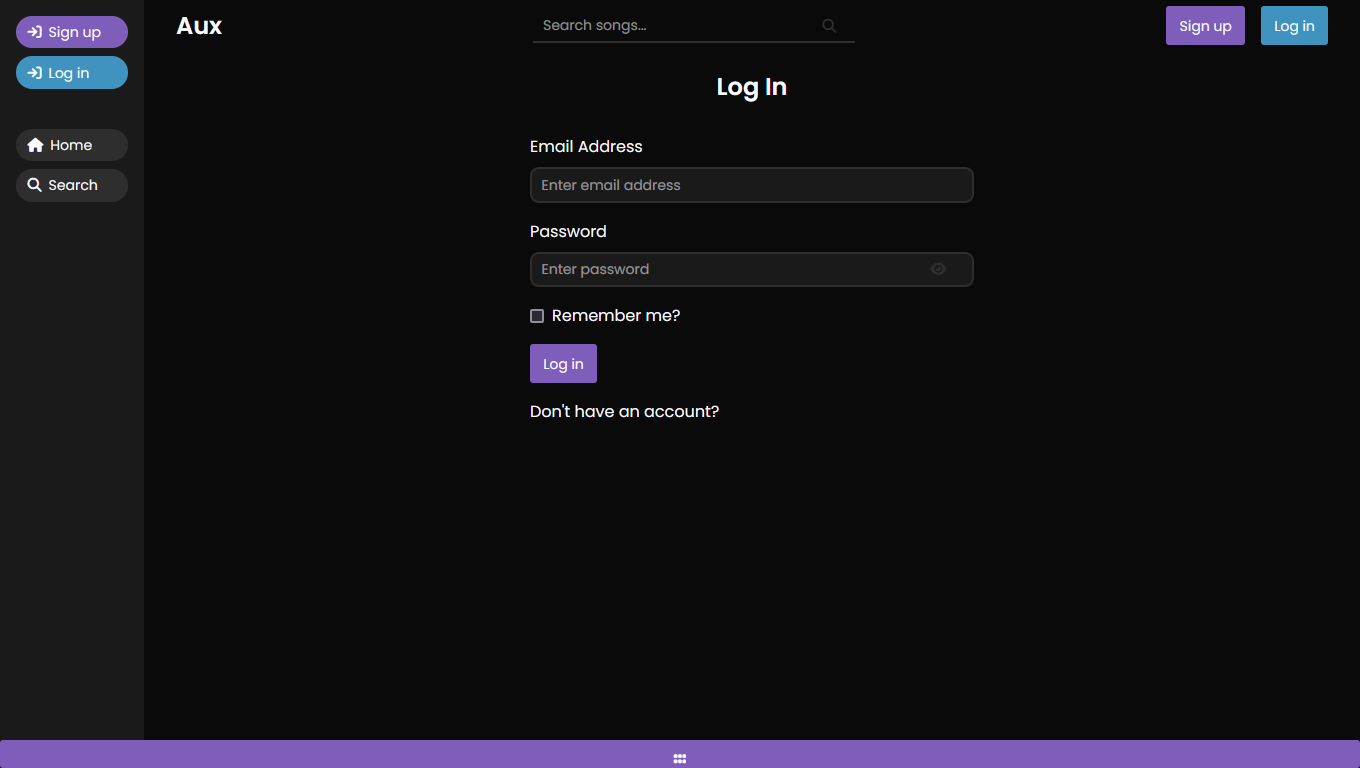 Sign up
Log in
Home
Search
Aux
Search songs...
Sign up
Log in
Log In
Email Address
Enter email address
Password
Enter password
Remember me?
Log in
Don't have an account?